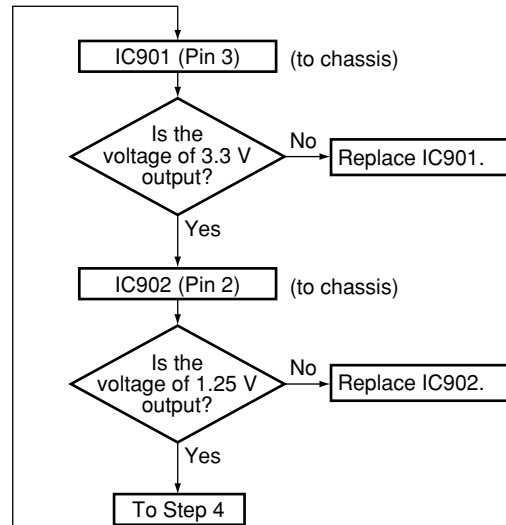 IC901 (Pin 3) (to chassis)
Is the
voltage of 3.3 V
output?
No
Replace IC901.
Yes
IC902 (Pin 2) (to chassis)
Is the
voltage of 1.25 V
output?
No
Replace IC902.
Yes
To Step 4